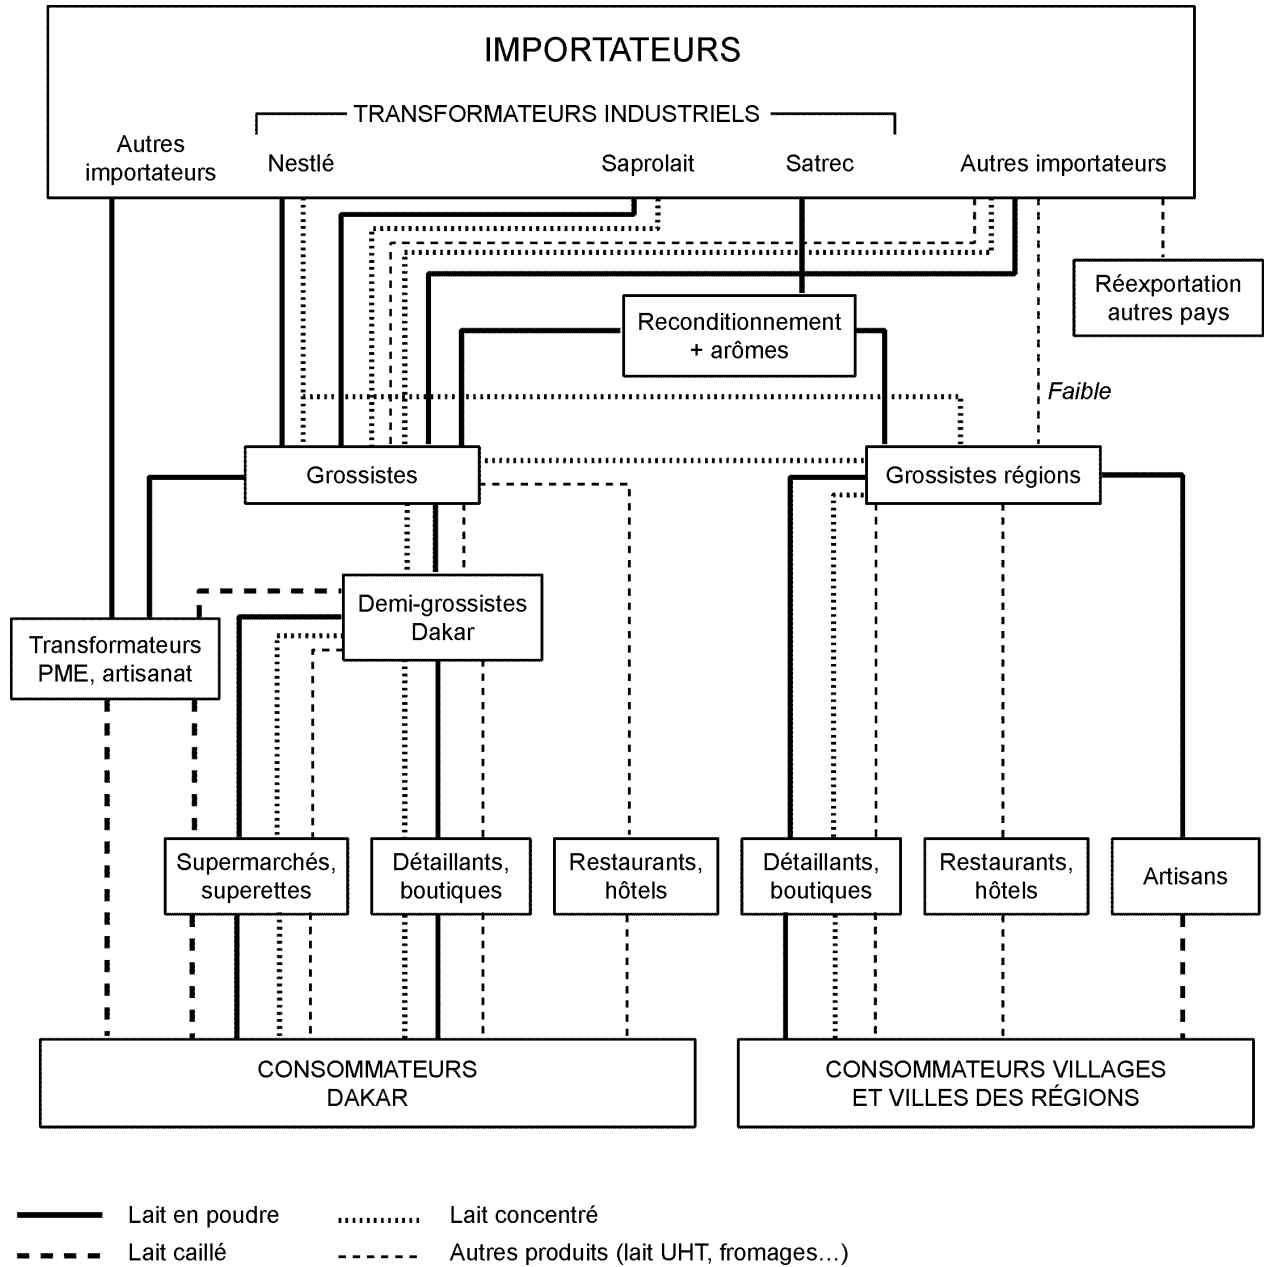 IMPORTATEURS
TRANSFORMATEURS INDUSTRIELS
Autres
importateurs
Nestlé
Saprolait
Satrec
Autres importateurs
Réexportation
autres pays
Reconditionnement
+ arômes
Faible
Grossistes
Grossistes régions
Demi-grossistes
Dakar
Transformateurs
PME, artisanat
Supermarchés,
superettes
Détaillants,
boutiques
Restaurants,
hôtels
Détaillants,
boutiques
Restaurants,
hôtels
Artisans
CONSOMMATEURS
DAKAR
CONSOMMATEURS VILLAGES
ET VILLES DES RÉGIONS
Lait en poudre
Lait concentré
Lait caillé
Autres produits (lait UHT, fromages…)